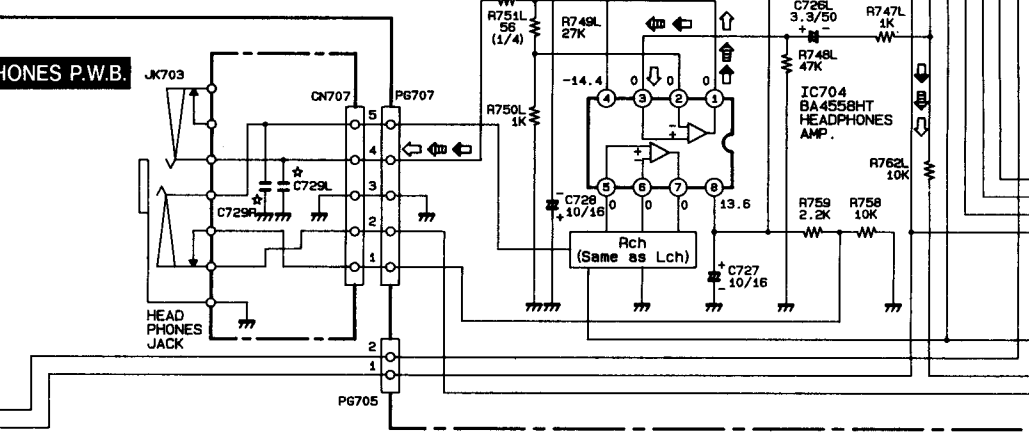 HONES P.W.B.
JK703
CN707
PG707
5
4
3
2
1
C729L
C729R
HEAD
PHONES
JACK
2
1
PG705
R751L
56
(1/4)
R749L
27K
R750L
1K
C728
10/16
-14.4
0
0
0
4
3
2
1
5
6
7
8
0
0
0
13.6
Rch
(Same as Lch)
C727
10/16
C726L
3.3/50
R747L
1K
R748L
47K
IC704
BA4558HT
HEADPHONES
AMP.
R762L
10K
R759
2.2K
R758
10K